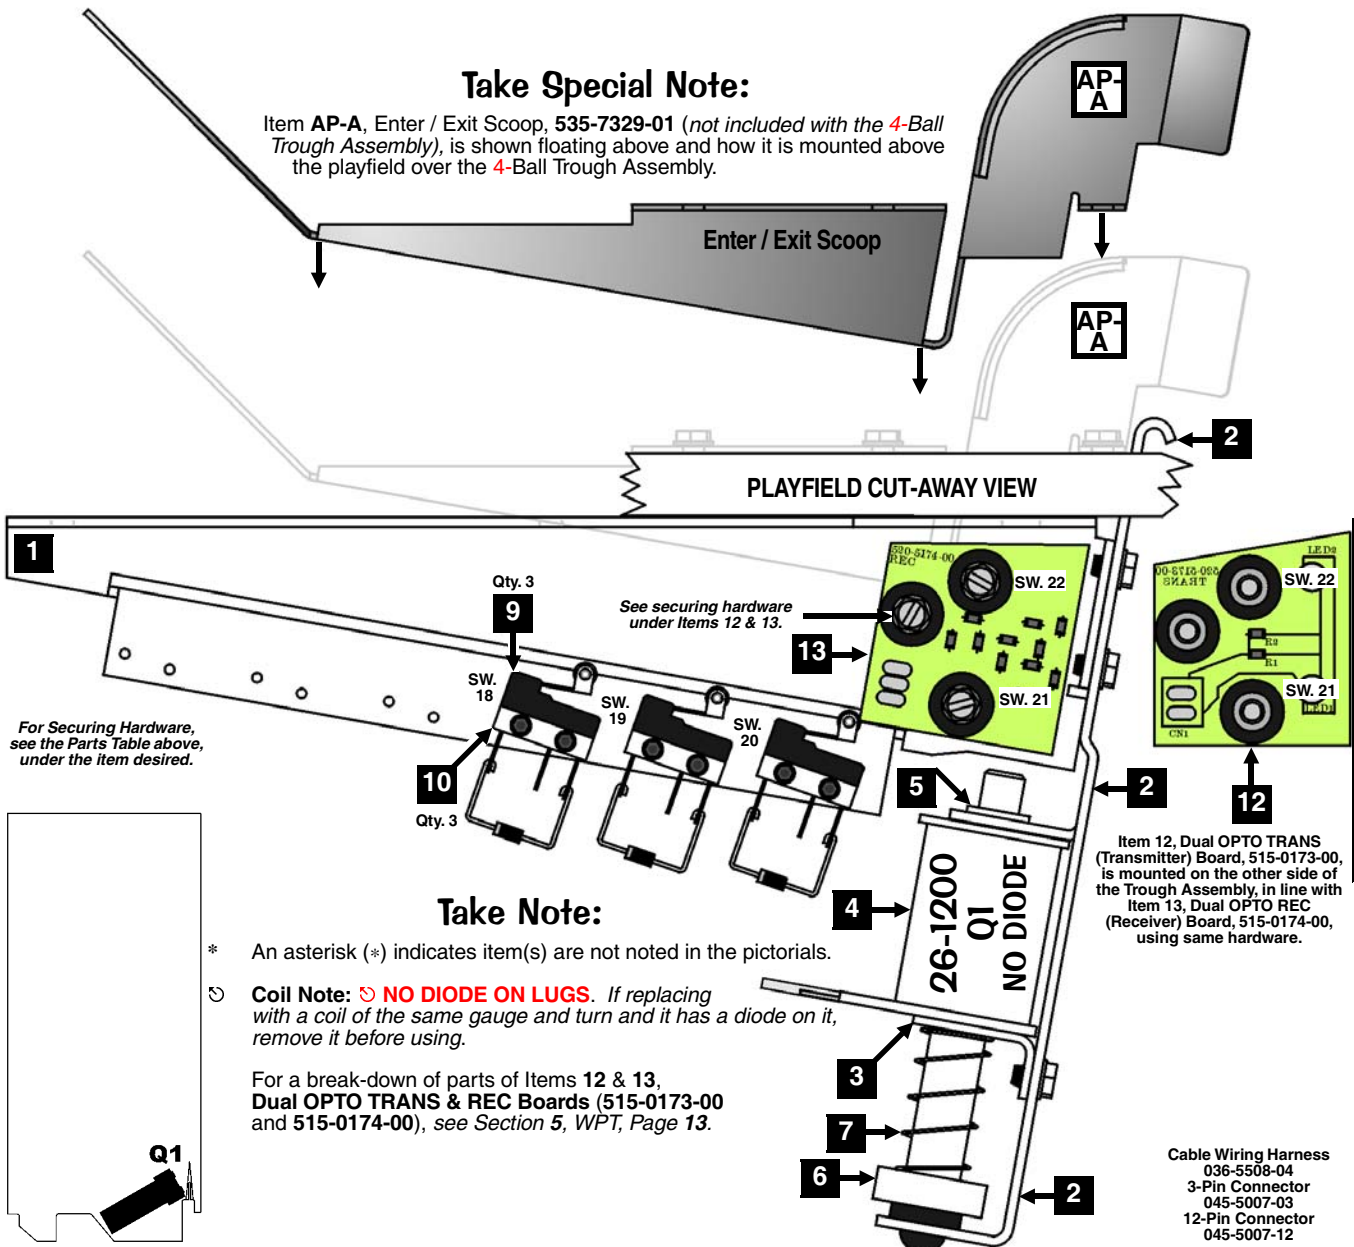 AP-
A
Take Special Note:
Item AP-A, Enter / Exit Scoop, 535-7329-01 (not included with the 4-Ball
Trough Assembly), is shown floating above and how it is mounted above
the playfield over the 4-Ball Trough Assembly.
Enter / Exit Scoop
AP-
A
2
PLAYFIELD CUT-AWAY VIEW
1
520-5174-00
REC
SW. 22
SW. 21
See securing hardware
under Items 12 & 13.
13
LED2
520-5173-00
TRANS
SW. 22
R2
R1
SW. 21
LED1
CN1
12
Qty. 3
9
SW.
18
SW.
19
SW.
20
10
Qty. 3
For Securing Hardware,
see the Parts Table above,
under the item desired.
5
2
Item 12, Dual OPTO TRANS
(Transmitter) Board, 515-0173-00,
is mounted on the other side of
the Trough Assembly, in line with
Item 13, Dual OPTO REC
(Receiver) Board, 515-0174-00,
using same hardware.
4
26-1200
Q1
NO DIODE
Take Note:
* An asterisk (*) indicates item(s) are not noted in the pictorials.
⎋ Coil Note: ⎋ NO DIODE ON LUGS. If replacing
with a coil of the same gauge and turn and it has a diode on it,
remove it before using.
For a break-down of parts of Items 12 & 13,
Dual OPTO TRANS & REC Boards (515-0173-00
and 515-0174-00), see Section 5, WPT, Page 13.
3
7
6
2
Q1
Cable Wiring Harness
036-5508-04
3-Pin Connector
045-5007-03
12-Pin Connector
045-5007-12